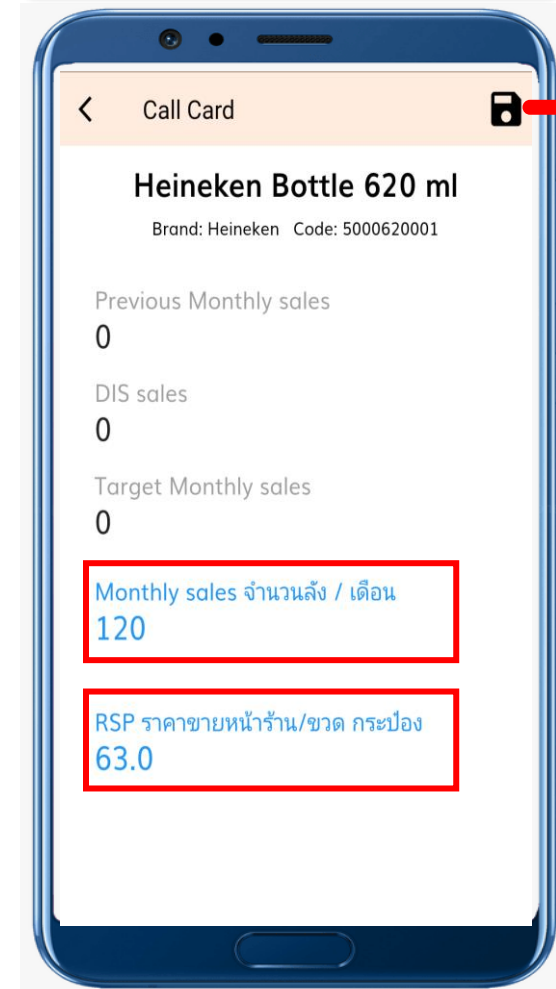 Call Card
Heineken Bottle 620 ml
Brand: Heineken Code: 5000620001
Previous Monthly sales
0
DIS sales
0
Target Monthly sales
0
Monthly sales จำนวนลัง / เดือน
120
RSP ราคาขายหน้าร้าน/ขวด กระป๋อง
63.0